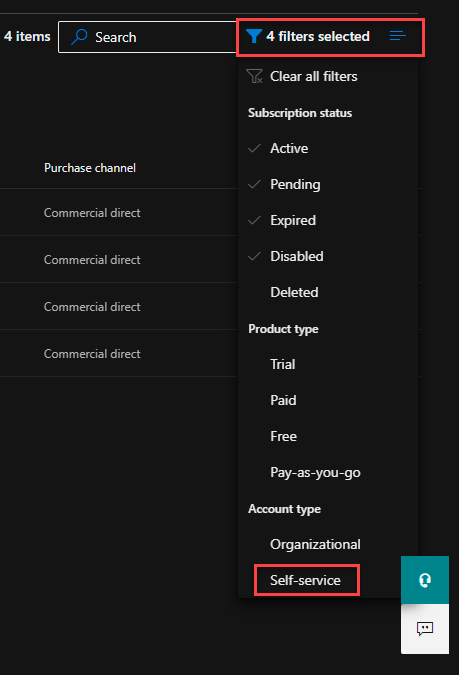 4 items
Search
4 filters selected
Clear all filters
Subscription status
Active
Pending
Expired
Disabled
Deleted
Product type
Trial
Paid
Free
Pay-as-you-go
Account type
Organizational
Self-service
Purchase channel
Commercial direct
Commercial direct
Commercial direct
Commercial direct